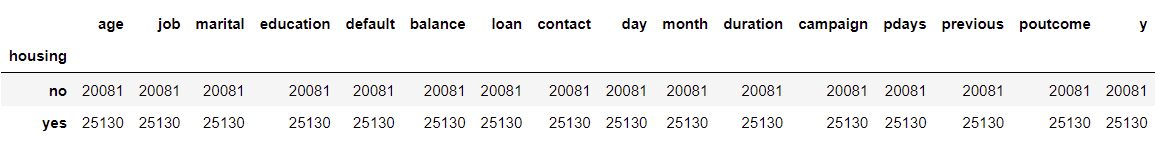 age job marital education default balance loan contact day month duration campaign pdays previous poutcome y
housing
no 20081 20081 20081 20081 20081 20081 20081 20081 20081 20081 20081 20081 20081 20081 20081 20081
yes 25130 25130 25130 25130 25130 25130 25130 25130 25130 25130 25130 25130 25130 25130 25130 25130